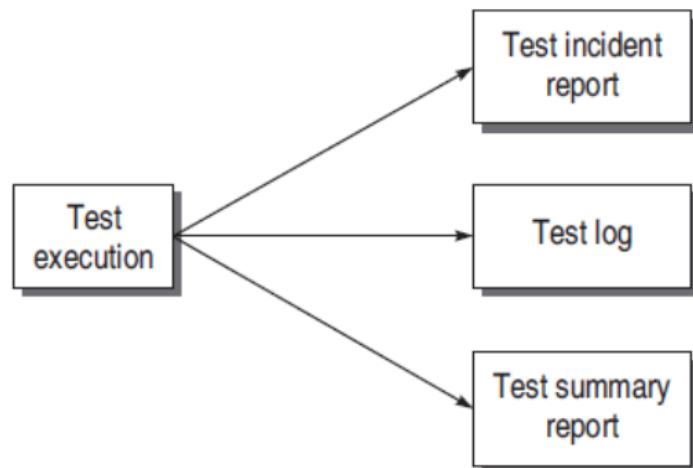 Test incident
report
Test
execution
Test log
Test summary
report